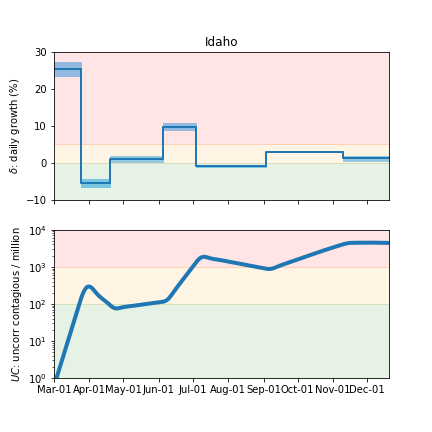 Idaho
δ: daily growth (%)
30
20
10
0
−10
UC: uncorr contagious / million
10⁴
10³
10²
10¹
10⁰
Mar-01 Apr-01 May-01 Jun-01 Jul-01 Aug-01 Sep-01 Oct-01 Nov-01 Dec-01